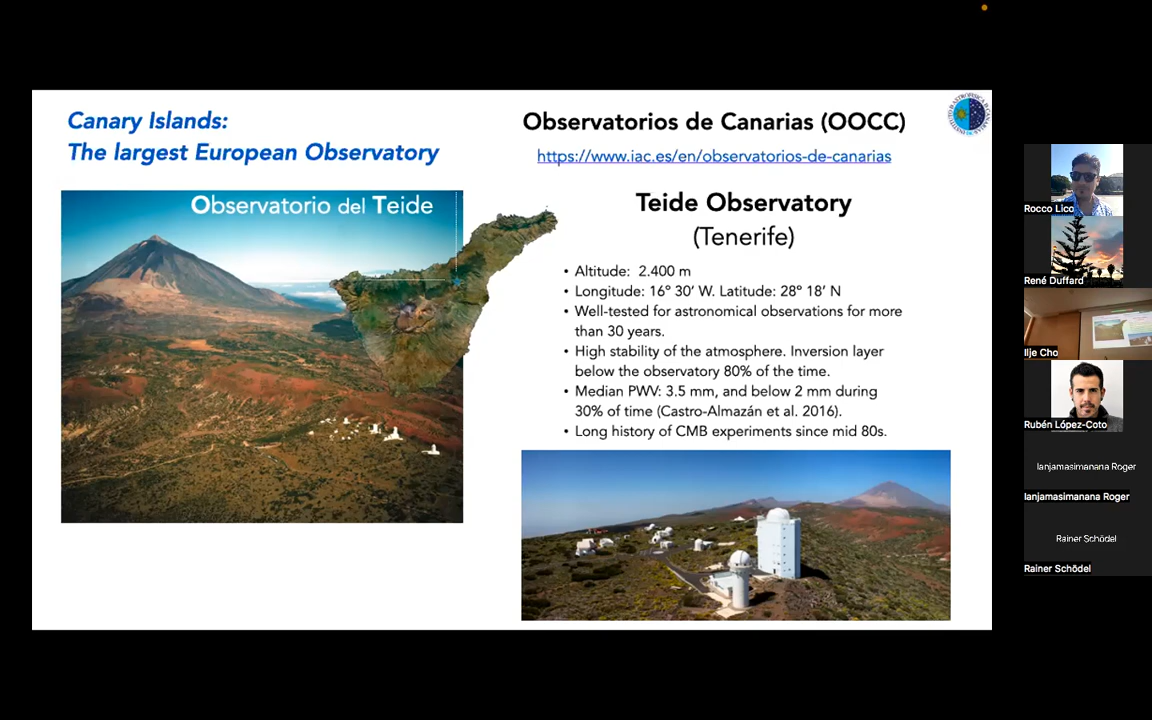 Canary Islands:
The largest European Observatory
Observatorio del Teide
Observatorios de Canarias (OOCC)
https://www.iac.es/en/observatorios-de-canarias
Teide Observatory
(Tenerife)
• Altitude: 2.400 m
• Longitude: 16º 30’ W. Latitude: 28º 18’ N
• Well-tested for astronomical observations for more
than 30 years.
• High stability of the atmosphere. Inversion layer
below the observatory 80% of the time.
• Median PWV: 3.5 mm, and below 2 mm during
30% of time (Castro-Almazán et al. 2016).
• Long history of CMB experiments since mid 80s.
Rocco Lico
René Duffard
Ilje Cho
Rubén López-Coto
Ianjamasimanana Roger
Ianjamasimanana Roger
Rainer Schödel
Rainer Schödel